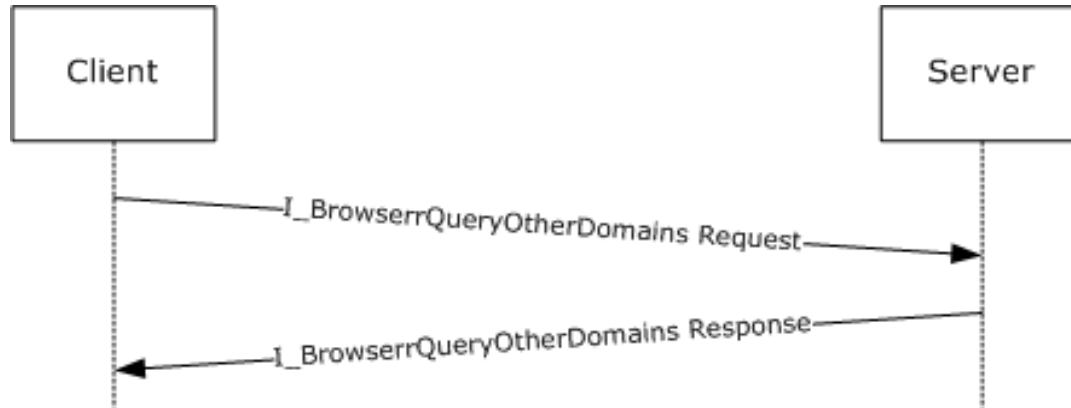 Client
Server
I_BrowserrQueryOtherDomains Request
I_BrowserrQueryOtherDomains Response